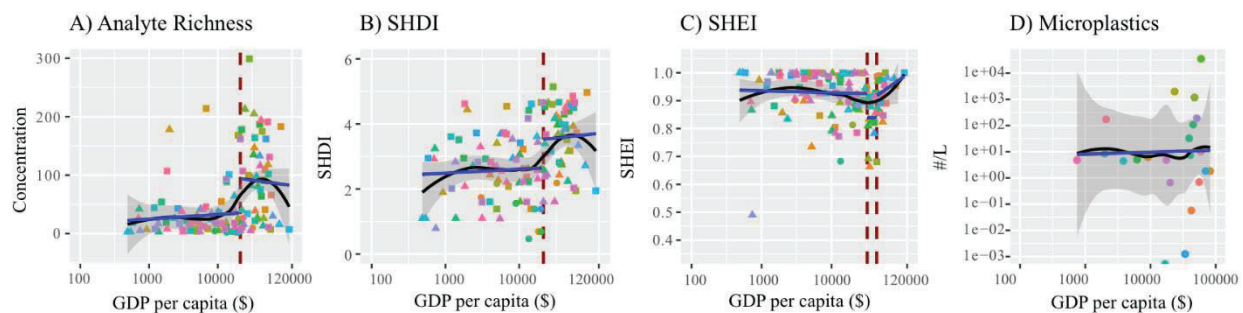 A) Analyte Richness
Concentration
300
200
100
0
100
1000
10000
120000
GDP per capita ($)
B) SHDI
SHDI
6
4
2
0
100
1000
10000
120000
GDP per capita ($)
C) SHEI
SHEI
1.0
0.9
0.8
0.7
0.6
0.5
0.4
100
1000
10000
120000
GDP per capita ($)
D) Microplastics
#/L
1e+04
1e+03
1e+02
1e+01
1e+00
1e−01
1e−02
1e−03
100
1000
10000
100000
GDP per capita ($)